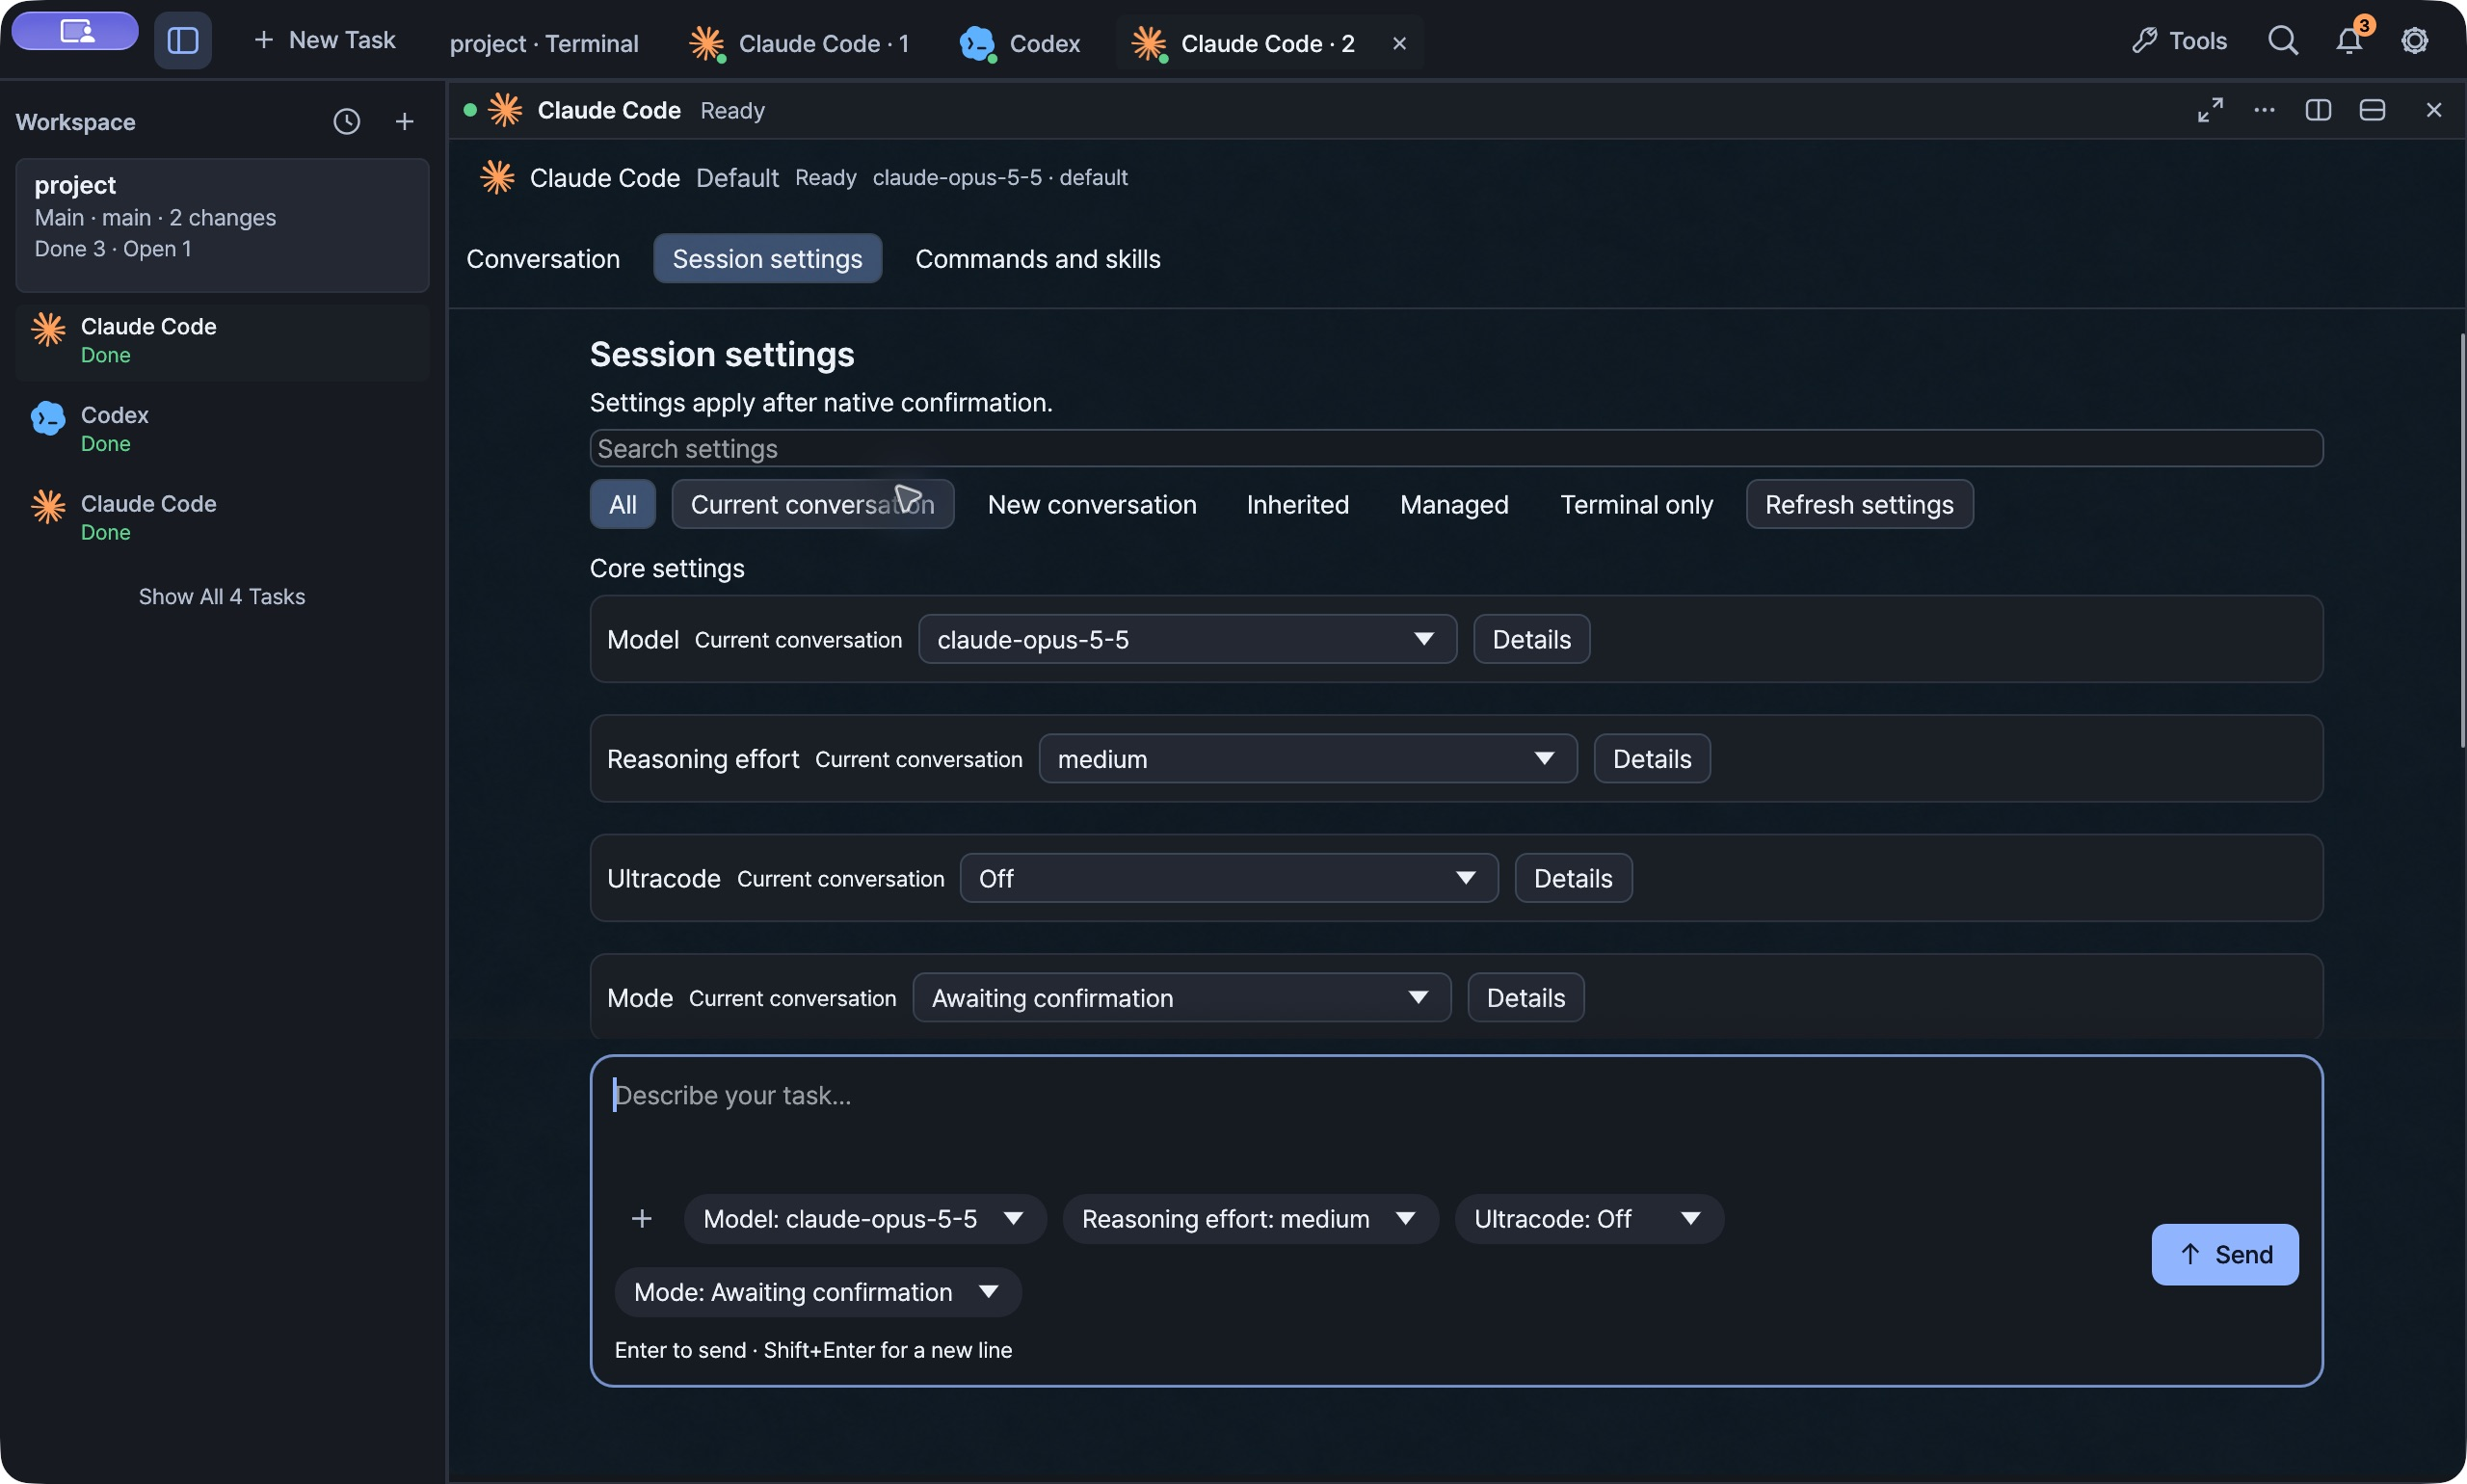 New Task
project · Terminal
Claude Code · 1
Codex
Claude Code · 2
Tools
3
Workspace
project
Main · main · 2 changes
Done 3 · Open 1
Claude Code
Done
Codex
Done
Claude Code
Done
Show All 4 Tasks
Claude Code Ready
Claude Code Default Ready claude-opus-5-5 · default
Conversation Session settings Commands and skills
Session settings
Settings apply after native confirmation.
Search settings
All Current conversation New conversation Inherited Managed Terminal only Refresh settings
Core settings
Model Current conversation claude-opus-5-5 Details
Reasoning effort Current conversation medium Details
Ultracode Current conversation Off Details
Mode Current conversation Awaiting confirmation Details
Describe your task...
Model: claude-opus-5-5 Reasoning effort: medium Ultracode: Off
Mode: Awaiting confirmation
Send
Enter to send · Shift+Enter for a new line